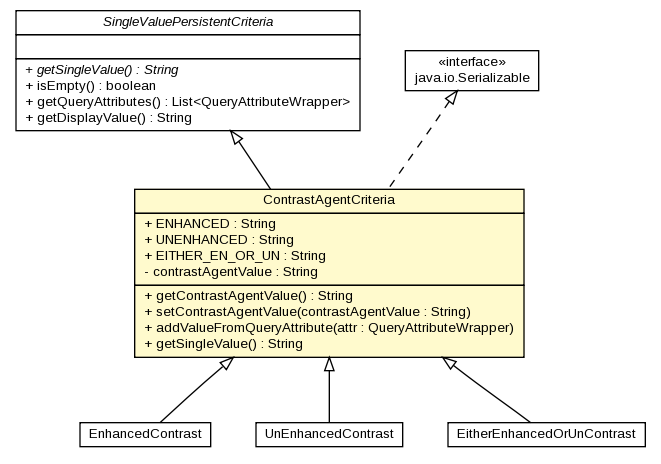 SingleValuePersistentCriteria
+ getSingleValue() : String
+ isEmpty() : boolean
+ getQueryAttributes() : List<QueryAttributeWrapper>
+ getDisplayValue() : String
«interface»
java.io.Serializable
ContrastAgentCriteria
+ ENHANCED : String
+ UNENHANCED : String
+ EITHER_EN_OR_UN : String
- contrastAgentValue : String
+ getContrastAgentValue() : String
+ setContrastAgentValue(contrastAgentValue : String)
+ addValueFromQueryAttribute(attr : QueryAttributeWrapper)
+ getSingleValue() : String
EnhancedContrast
UnEnhancedContrast
EitherEnhancedOrUnContrast